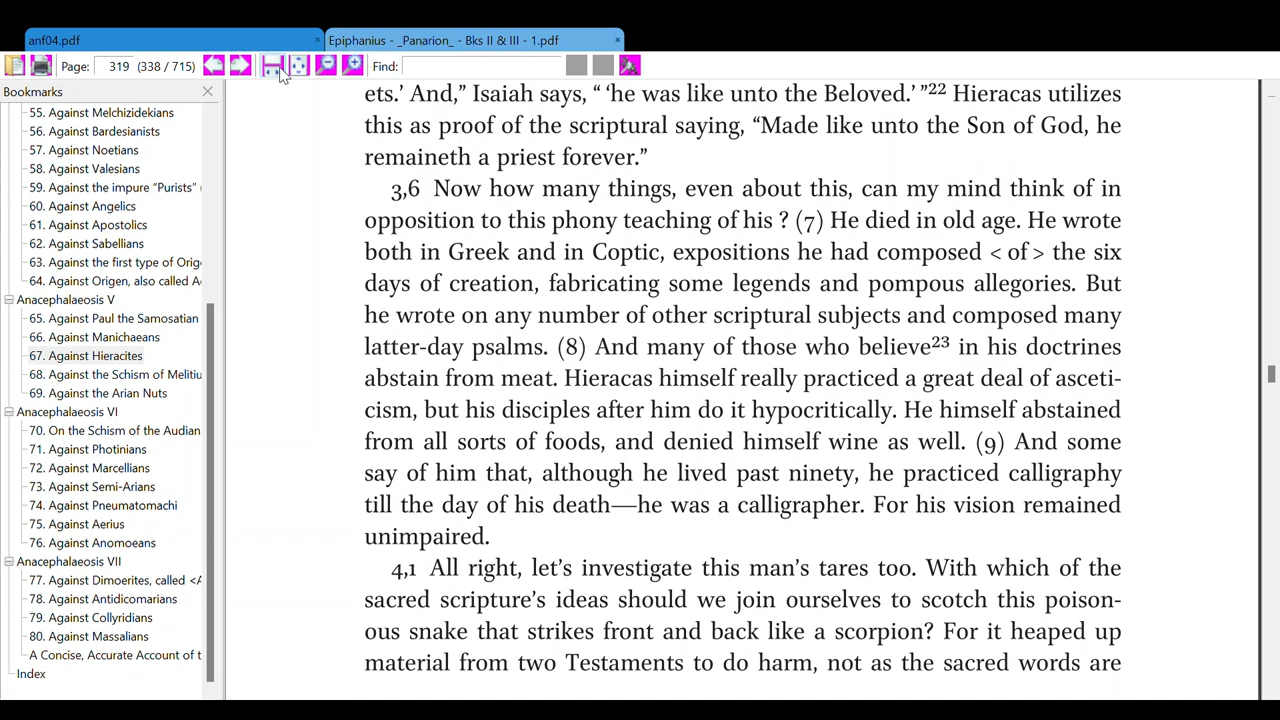 anf04.pdf
Epiphanius - _Panarion_ - Bks II & III - 1.pdf
Page: 319 (338 / 715)
Find:
Bookmarks
55. Against Melchizidekians
56. Against Bardesianists
57. Against Noetians
58. Against Valesians
59. Against the impure “Purists” (
60. Against Angelics
61. Against Apostolics
62. Against Sabellians
63. Against the first type of Orig
64. Against Origen, also called A
Anacephalaeosis V
65. Against Paul the Samosatian
66. Against Manichaeans
67. Against Hieracites
68. Against the Schism of Melitiu
69. Against the Arian Nuts
Anacephalaeosis VI
70. On the Schism of the Audian
71. Against Photinians
72. Against Marcellians
73. Against Semi-Arians
74. Against Pneumatomachi
75. Against Aerius
76. Against Anomoeans
Anacephalaeosis VII
77. Against Dimoerites, called <A
78. Against Antidicomarians
79. Against Collyridians
80. Against Massalians
A Concise, Accurate Account of t
Index
ets.’ And,” Isaiah says, “ ‘he was like unto the Beloved.’ ”22 Hieracas utilizes
this as proof of the scriptural saying, “Made like unto the Son of God, he
remaineth a priest forever.”
3,6 Now how many things, even about this, can my mind think of in
opposition to this phony teaching of his ? (7) He died in old age. He wrote
both in Greek and in Coptic, expositions he had composed < of > the six
days of creation, fabricating some legends and pompous allegories. But
he wrote on any number of other scriptural subjects and composed many
latter-day psalms. (8) And many of those who believe23 in his doctrines
abstain from meat. Hieracas himself really practiced a great deal of asceti-
cism, but his disciples after him do it hypocritically. He himself abstained
from all sorts of foods, and denied himself wine as well. (9) And some
say of him that, although he lived past ninety, he practiced calligraphy
till the day of his death—he was a calligrapher. For his vision remained
unimpaired.
4,1 All right, let’s investigate this man’s tares too. With which of the
sacred scripture’s ideas should we join ourselves to scotch this poison-
ous snake that strikes front and back like a scorpion? For it heaped up
material from two Testaments to do harm, not as the sacred words are